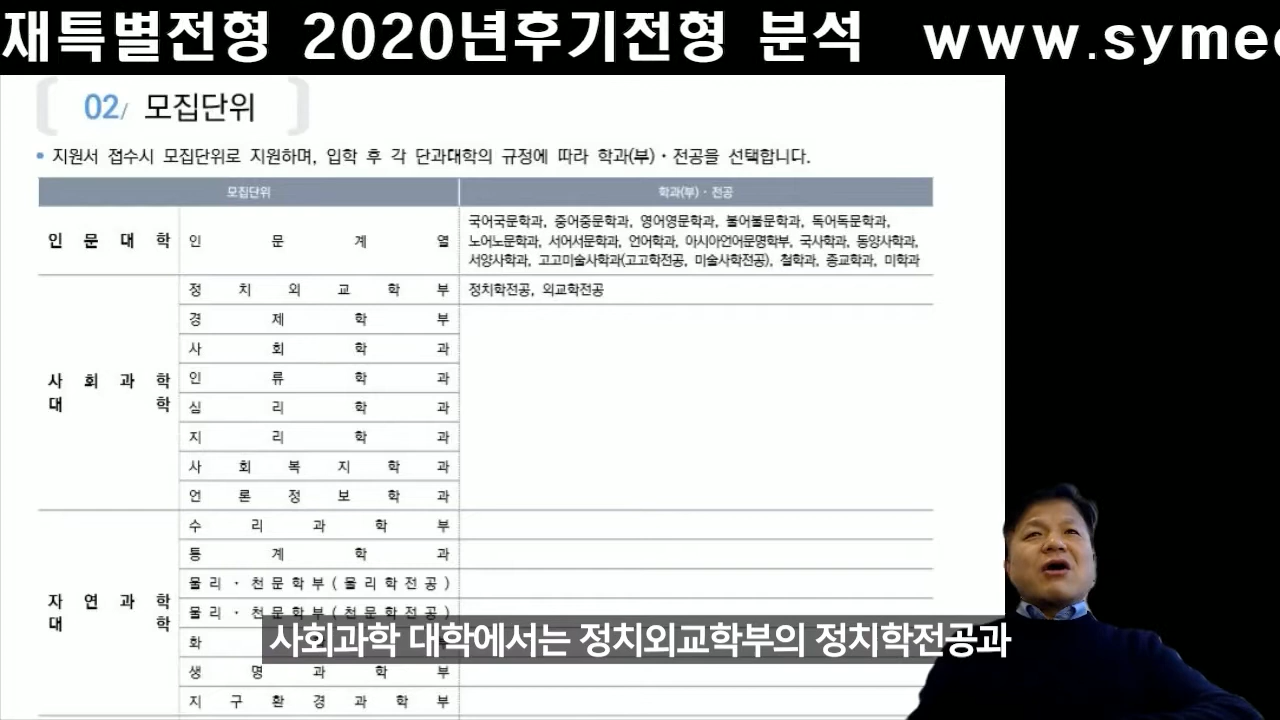 재특별전형 2020년후기전형 분석 www.symed
02/ 모집단위
• 지원서 접수시 모집단위로 지원하며, 입학 후 각 단과대학의 규정에 따라 학과(부)·전공을 선택합니다.
모집단위 학과(부)·전공
인문대학 인문계열 국어국문학과, 중어중문학과, 영어영문학과, 불어불문학과, 독어독문학과,
노어노문학과, 서어서문학과, 언어학과, 아시아언어문명학부, 국사학과, 동양사학과,
서양사학과, 고고미술사학과(고고학전공, 미술사학전공), 철학과, 종교학과, 미학과
사회과학
대학
정치외교학부 정치학전공, 외교학전공
경제학부
사회학과
인류학과
심리학과
지리학과
사회복지학과
언론정보학과
자연과학
대학
수리과학부
통계학과
물리·천문학부(물리학전공)
물리·천문학부(천문학전공)
화
사회과학 대학에서는 정치외교학부의 정치학전공과
생명과학부
지구환경과학부